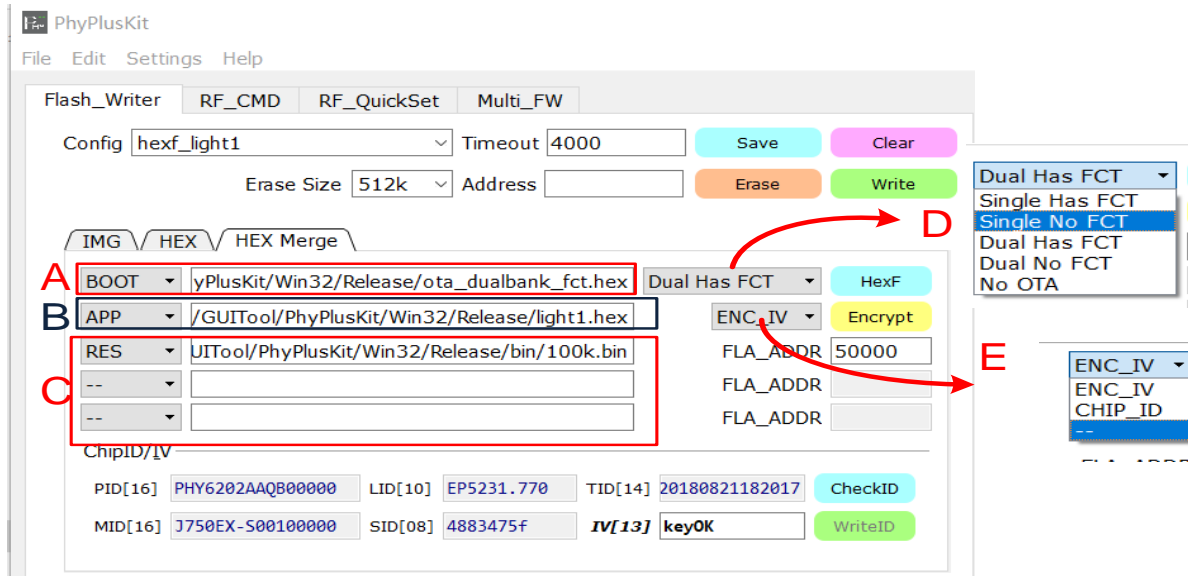 PhyPlusKit
File Edit Settings Help
Flash_Writer RF_CMD RF_QuickSet Multi_FW
Config hexf_light1 Timeout 4000 Save Clear
Erase Size 512k Address Erase Write
D
Dual Has FCT
Single Has FCT
Single No FCT
Dual Has FCT
Dual No FCT
No OTA
IMG HEX HEX Merge
A BOOT yPlusKit/Win32/Release/ota_dualbank_fct.hex Dual Has FCT HexF
B APP /GUITool/PhyPlusKit/Win32/Release/light1.hex ENC_IV Encrypt
C
RES UITool/PhyPlusKit/Win32/Release/bin/100k.bin FLA_ADDR 50000
-- FLA_ADDR
-- FLA_ADDR
E
ENC_IV
ENC_IV
CHIP_ID
--
ChipID/IV
PID[16] PHY6202AAQB00000 LID[10] EP5231.770 TID[14] 20180821182017 CheckID
MID[16] J750EX-S00100000 SID[08] 4883475f IV[13] keyOK WriteID